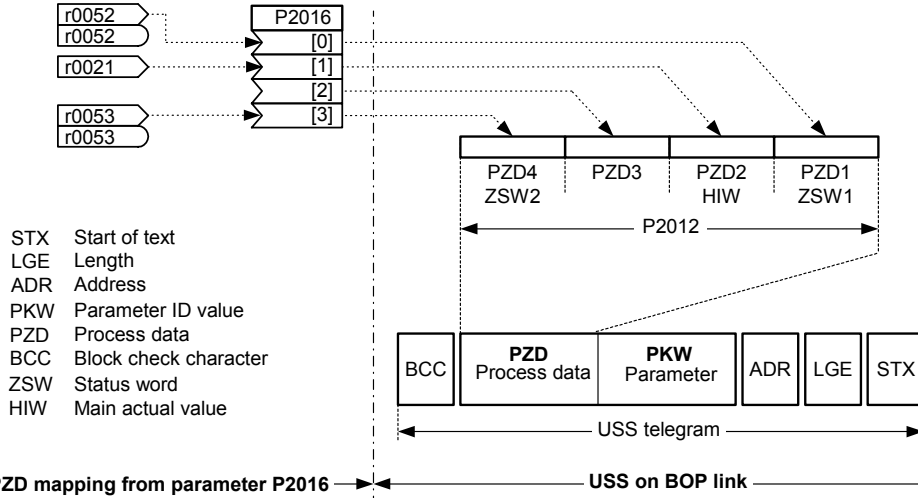 r0052
r0052
r0021
r0053
r0053
P2016
[0]
[1]
[2]
[3]
PZD4
ZSW2
PZD3
PZD2
HIW
PZD1
ZSW1
P2012
STX Start of text
LGE Length
ADR Address
PKW Parameter ID value
PZD Process data
BCC Block check character
ZSW Status word
HIW Main actual value
BCC
PZD
Process data
PKW
Parameter
ADR
LGE
STX
USS telegram
PZD mapping from parameter P2016
USS on BOP link